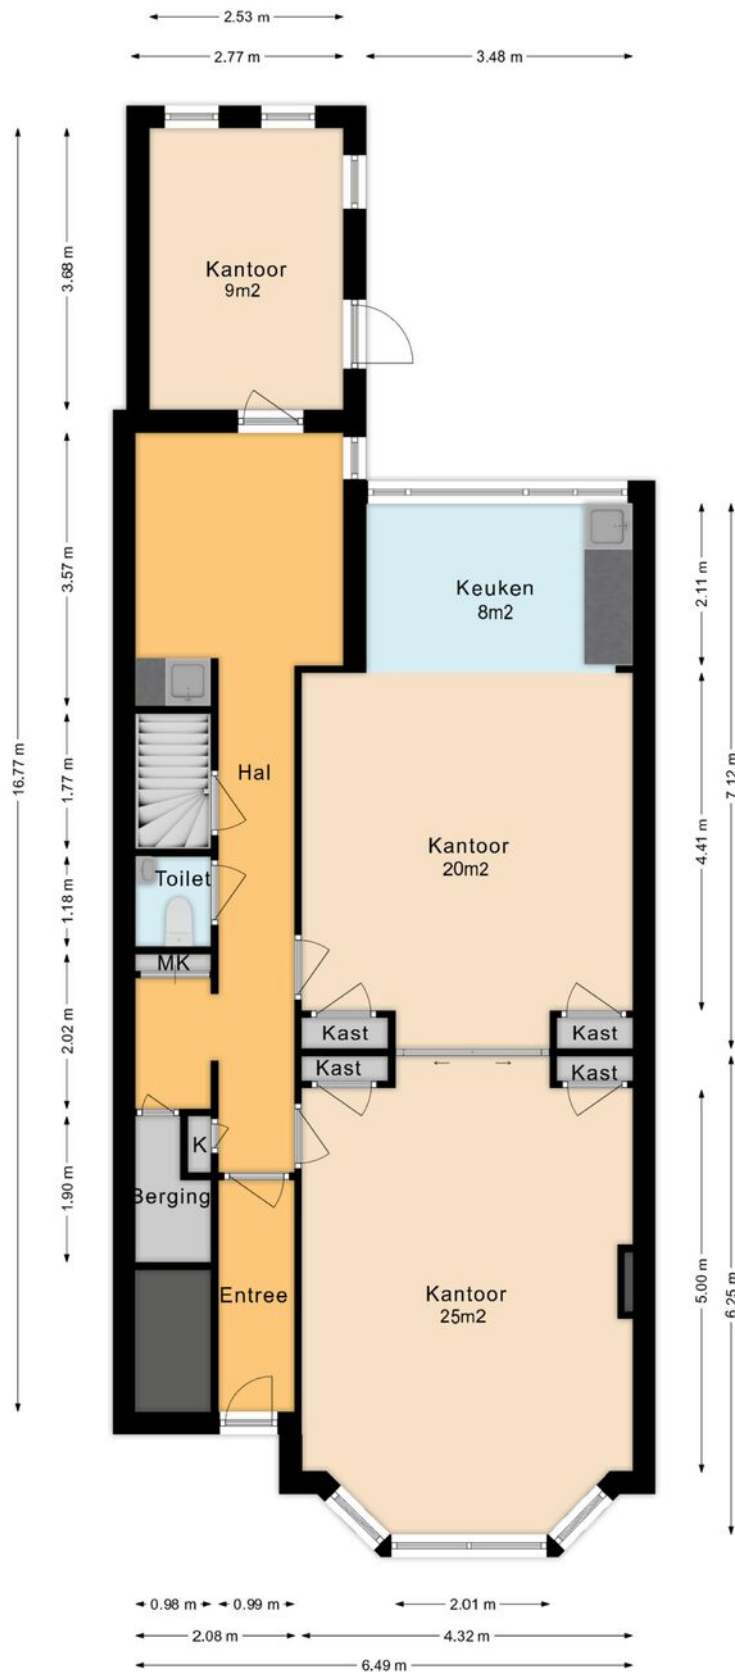 2.53 m
2.77 m
3.48 m
3.68 m
Kantoor
9m2
3.57 m
Keuken
8m2
2.11 m
7.12 m
16.77 m
1.77 m
Hal
4.41 m
Kantoor
20m2
1.18 m
Toilet
MK
2.02 m
Kast
Kast
Kast
Kast
K
1.90 m
Berging
Entree
Kantoor
25m2
5.00 m
6.25 m
0.98 m
0.99 m
2.01 m
2.08 m
4.32 m
6.49 m